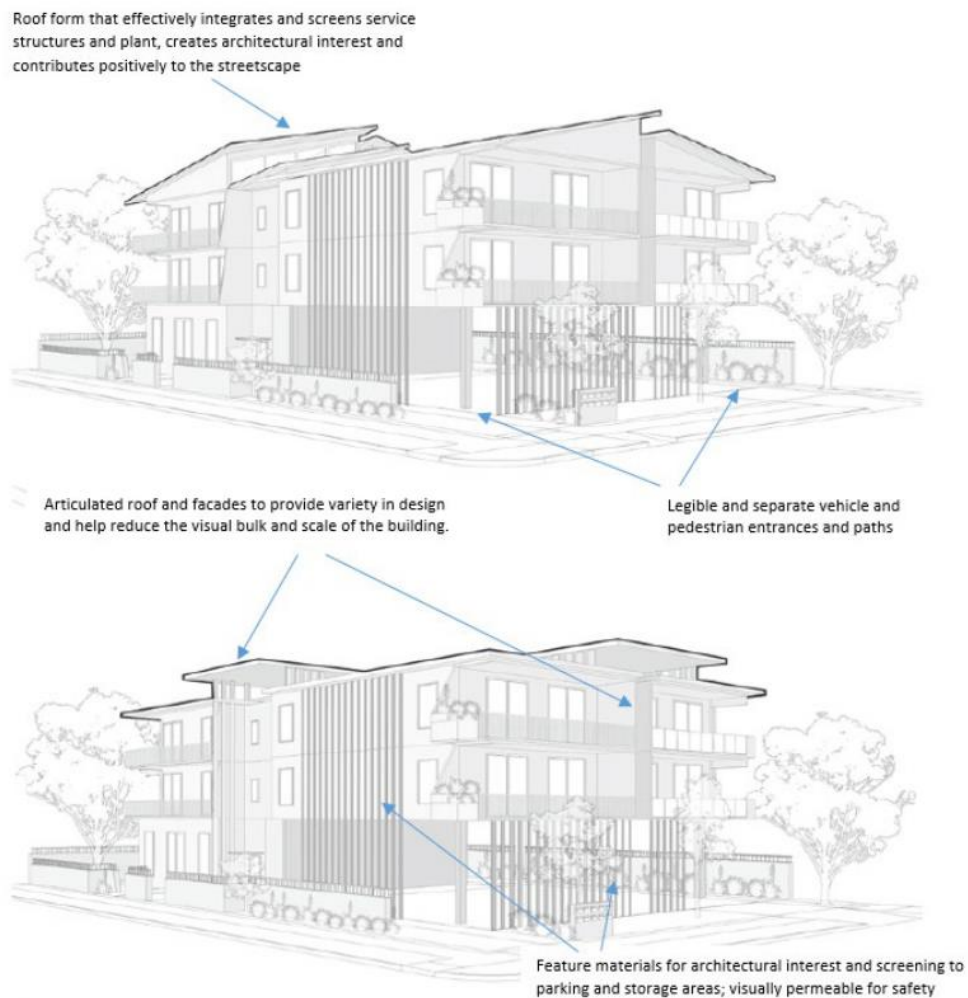 Roof form that effectively integrates and screens service
structures and plant, creates architectural interest and
contributes positively to the streetscape
Articulated roof and facades to provide variety in design
and help reduce the visual bulk and scale of the building.
Legible and separate vehicle and
pedestrian entrances and paths
Feature materials for architectural interest and screening to
parking and storage areas; visually permeable for safety